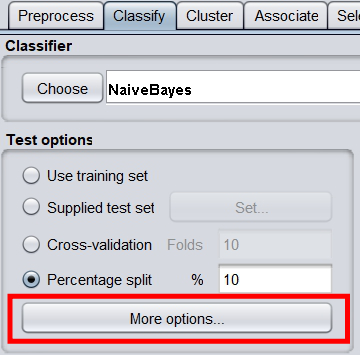 Preprocess Classify Cluster Associate Sele
Classifier
Choose NaiveBayes
Test options
Use training set
Supplied test set Set...
Cross-validation Folds 10
Percentage split % 10
More options...